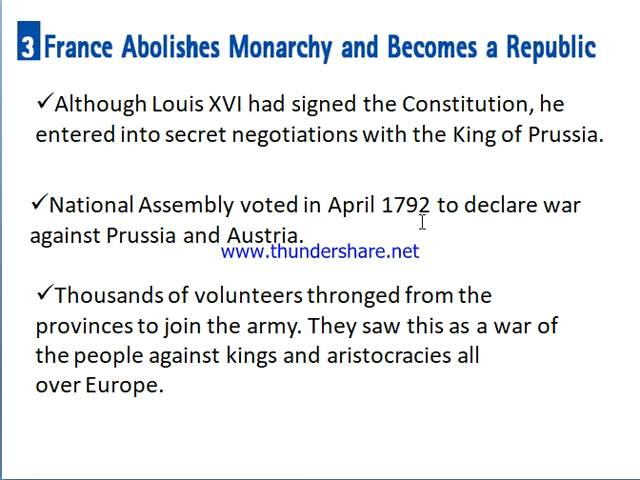 3 France Abolishes Monarchy and Becomes a Republic
✓Although Louis XVI had signed the Constitution, he
entered into secret negotiations with the King of Prussia.
✓National Assembly voted in April 1792 to declare war
against Prussia and Austria.
www.thundershare.net
✓Thousands of volunteers thronged from the
provinces to join the army. They saw this as a war of
the people against kings and aristocracies all
over Europe.